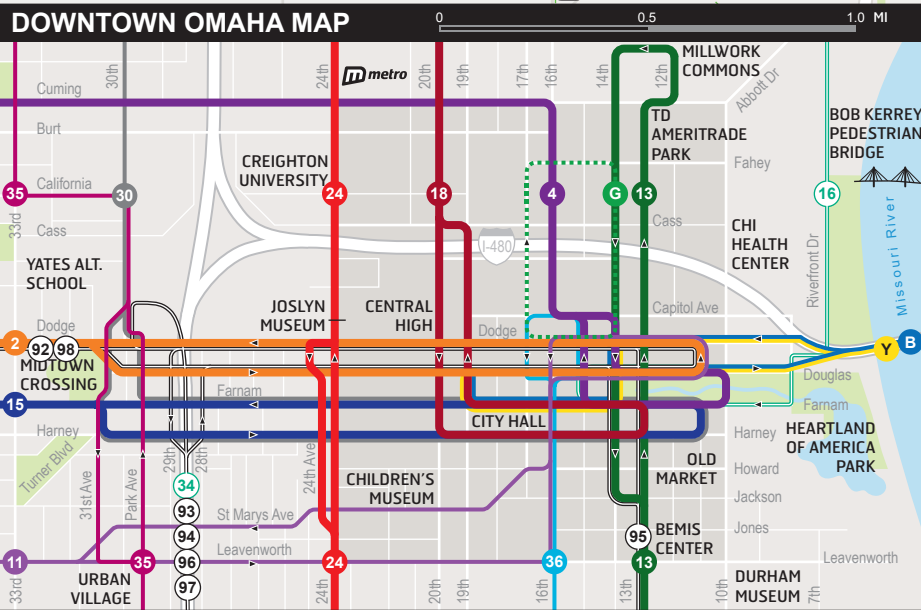 DOWNTOWN OMAHA MAP
0 0.5 1.0 MI
MILLWORK
COMMONS
30th
24th
metro
20th
19th
17th
16th
14th
12th
Abbott Dr
Cuming
Burt
TD
AMERITRADE
PARK
BOB KERREY
PEDESTRIAN
BRIDGE
CREIGHTON
UNIVERSITY
Fahey
California
35
30
24
18
4
G
13
16
33rd
Cass
Cass
CHI
HEALTH
CENTER
I-480
Riverfront Dr
Missouri River
YATES ALT.
SCHOOL
JOSLYN
MUSEUM
CENTRAL
HIGH
Capitol Ave
Dodge
Dodge
2
92
98
Y
B
MIDTOWN
CROSSING
Douglas
Farnam
Farnam
15
CITY HALL
Harney
Harney
HEARTLAND
OF AMERICA
PARK
Turner Blvd
29th
28th
24th Ave
OLD
MARKET
Howard
31st Ave
Park Ave
34
CHILDREN'S
MUSEUM
Jackson
93
St Marys Ave
94
95
BEMIS
CENTER
Jones
Leavenworth
Leavenworth
11
35
96
24
36
13
33rd
URBAN
VILLAGE
97
24th
20th
19th
16th
13th
10th
DURHAM
MUSEUM
7th